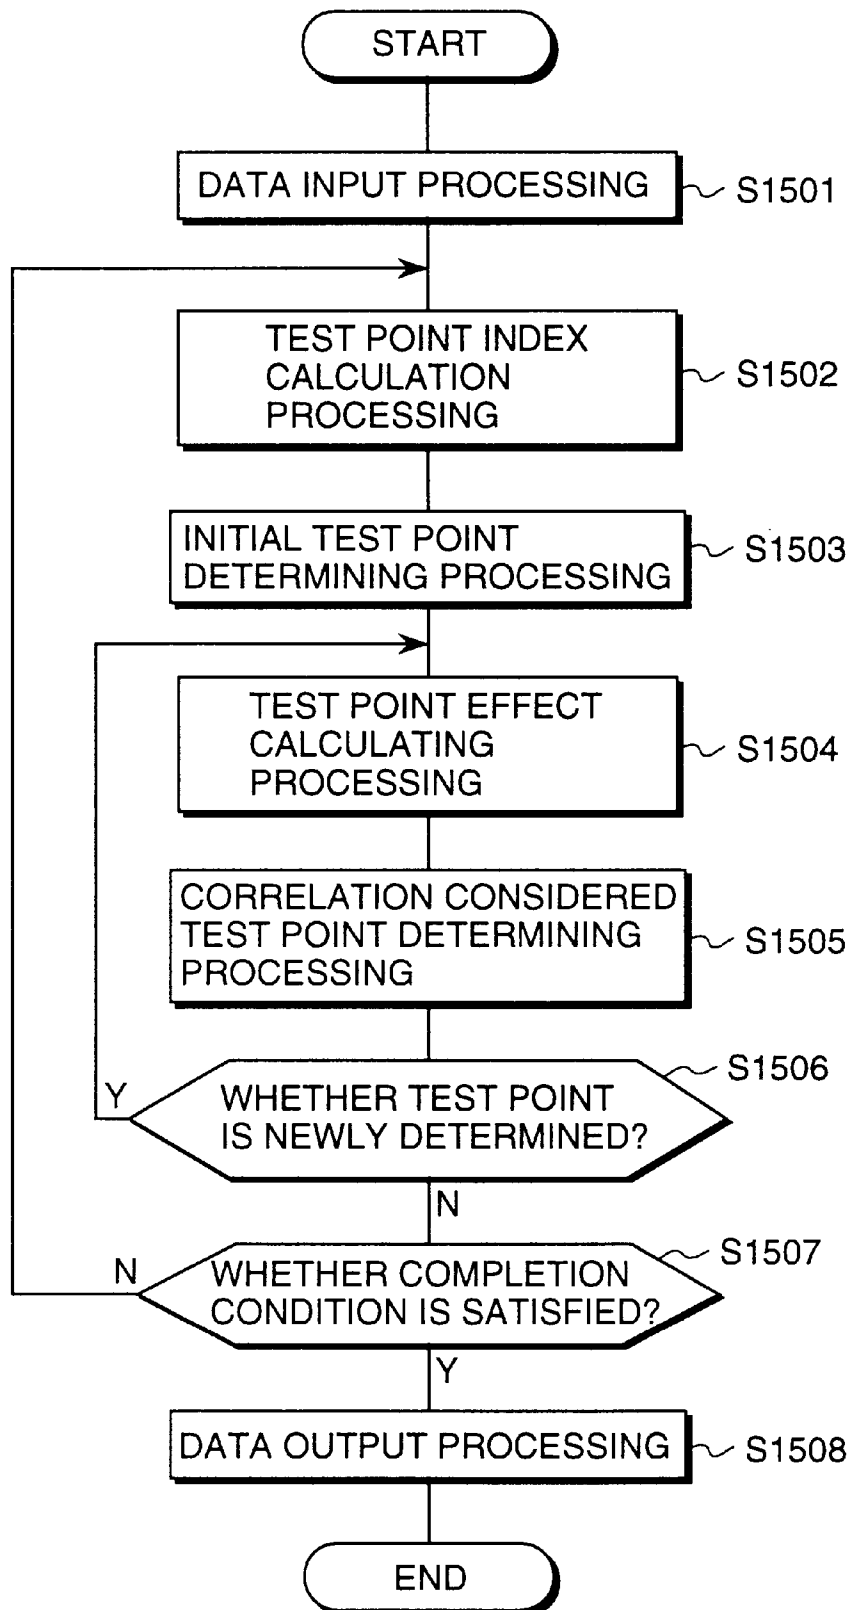 START
DATA INPUT PROCESSING
S1501
TEST POINT INDEX
CALCULATION
PROCESSING
S1502
INITIAL TEST POINT
DETERMINING PROCESSING
S1503
TEST POINT EFFECT
CALCULATING
PROCESSING
S1504
CORRELATION CONSIDERED
TEST POINT DETERMINING
PROCESSING
S1505
S1506
Y
WHETHER TEST POINT
IS NEWLY DETERMINED?
N
S1507
N
WHETHER COMPLETION
CONDITION IS SATISFIED?
Y
DATA OUTPUT PROCESSING
S1508
END